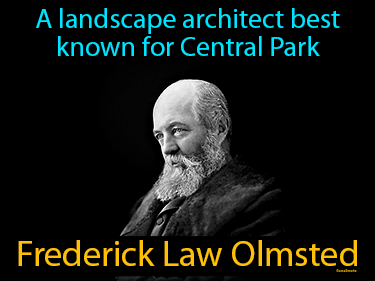 A landscape architect best
known for Central Park
Frederick Law Olmsted